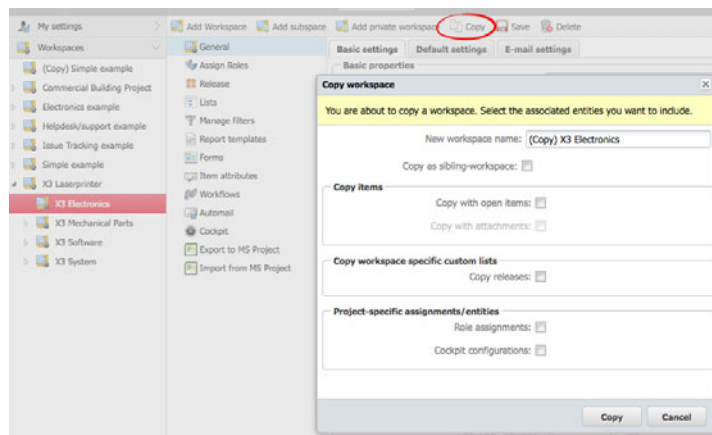 My settings
Add Workspace
Add subspace
Add private workspace
Copy
Save
Delete
Workspaces
(Copy) Simple example
Commercial Building Project
Electronics example
Helpdesk/support example
Issue Tracking example
Simple example
X3 Laserprinter
X3 Electronics
X3 Mechanical Parts
X3 Software
X3 System
General
Assign Roles
Release
Lists
Manage filters
Report templates
Forms
Item attributes
Workflows
Automail
Cockpit
Export to MS Project
Import from MS Project
Basic settings
Default settings
E-mail settings
Basic properties
Copy workspace
You are about to copy a workspace. Select the associated entities you want to include.
New workspace name: (Copy) X3 Electronics
Copy as sibling-workspace:
Copy items
Copy with open items:
Copy with attachments:
Copy workspace specific custom lists
Copy releases:
Project-specific assignments/entities
Role assignments:
Cockpit configurations:
Copy
Cancel